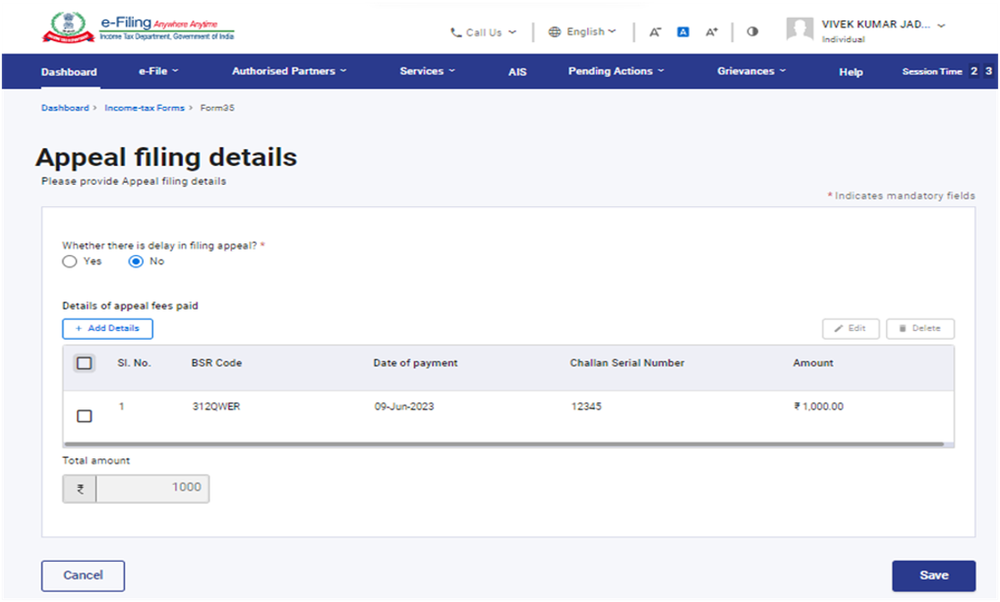 e-Filing Anywhere Anytime
Income Tax Department, Government of India
Call Us
English
A-
A
A+
VIVEK KUMAR JAD...
Individual
Dashboard
e-File
Authorised Partners
Services
AIS
Pending Actions
Grievances
Help
Session Time 2 3
Dashboard > Income-tax Forms > Form35
Appeal filing details
Please provide Appeal filing details
* Indicates mandatory fields
Whether there is delay in filing appeal? *
Yes No
Details of appeal fees paid
+ Add Details
Edit
Delete
Sl. No. BSR Code Date of payment Challan Serial Number Amount
1 312QWER 09-Jun-2023 12345 ₹ 1,000.00
Total amount
₹ 1000
Cancel
Save